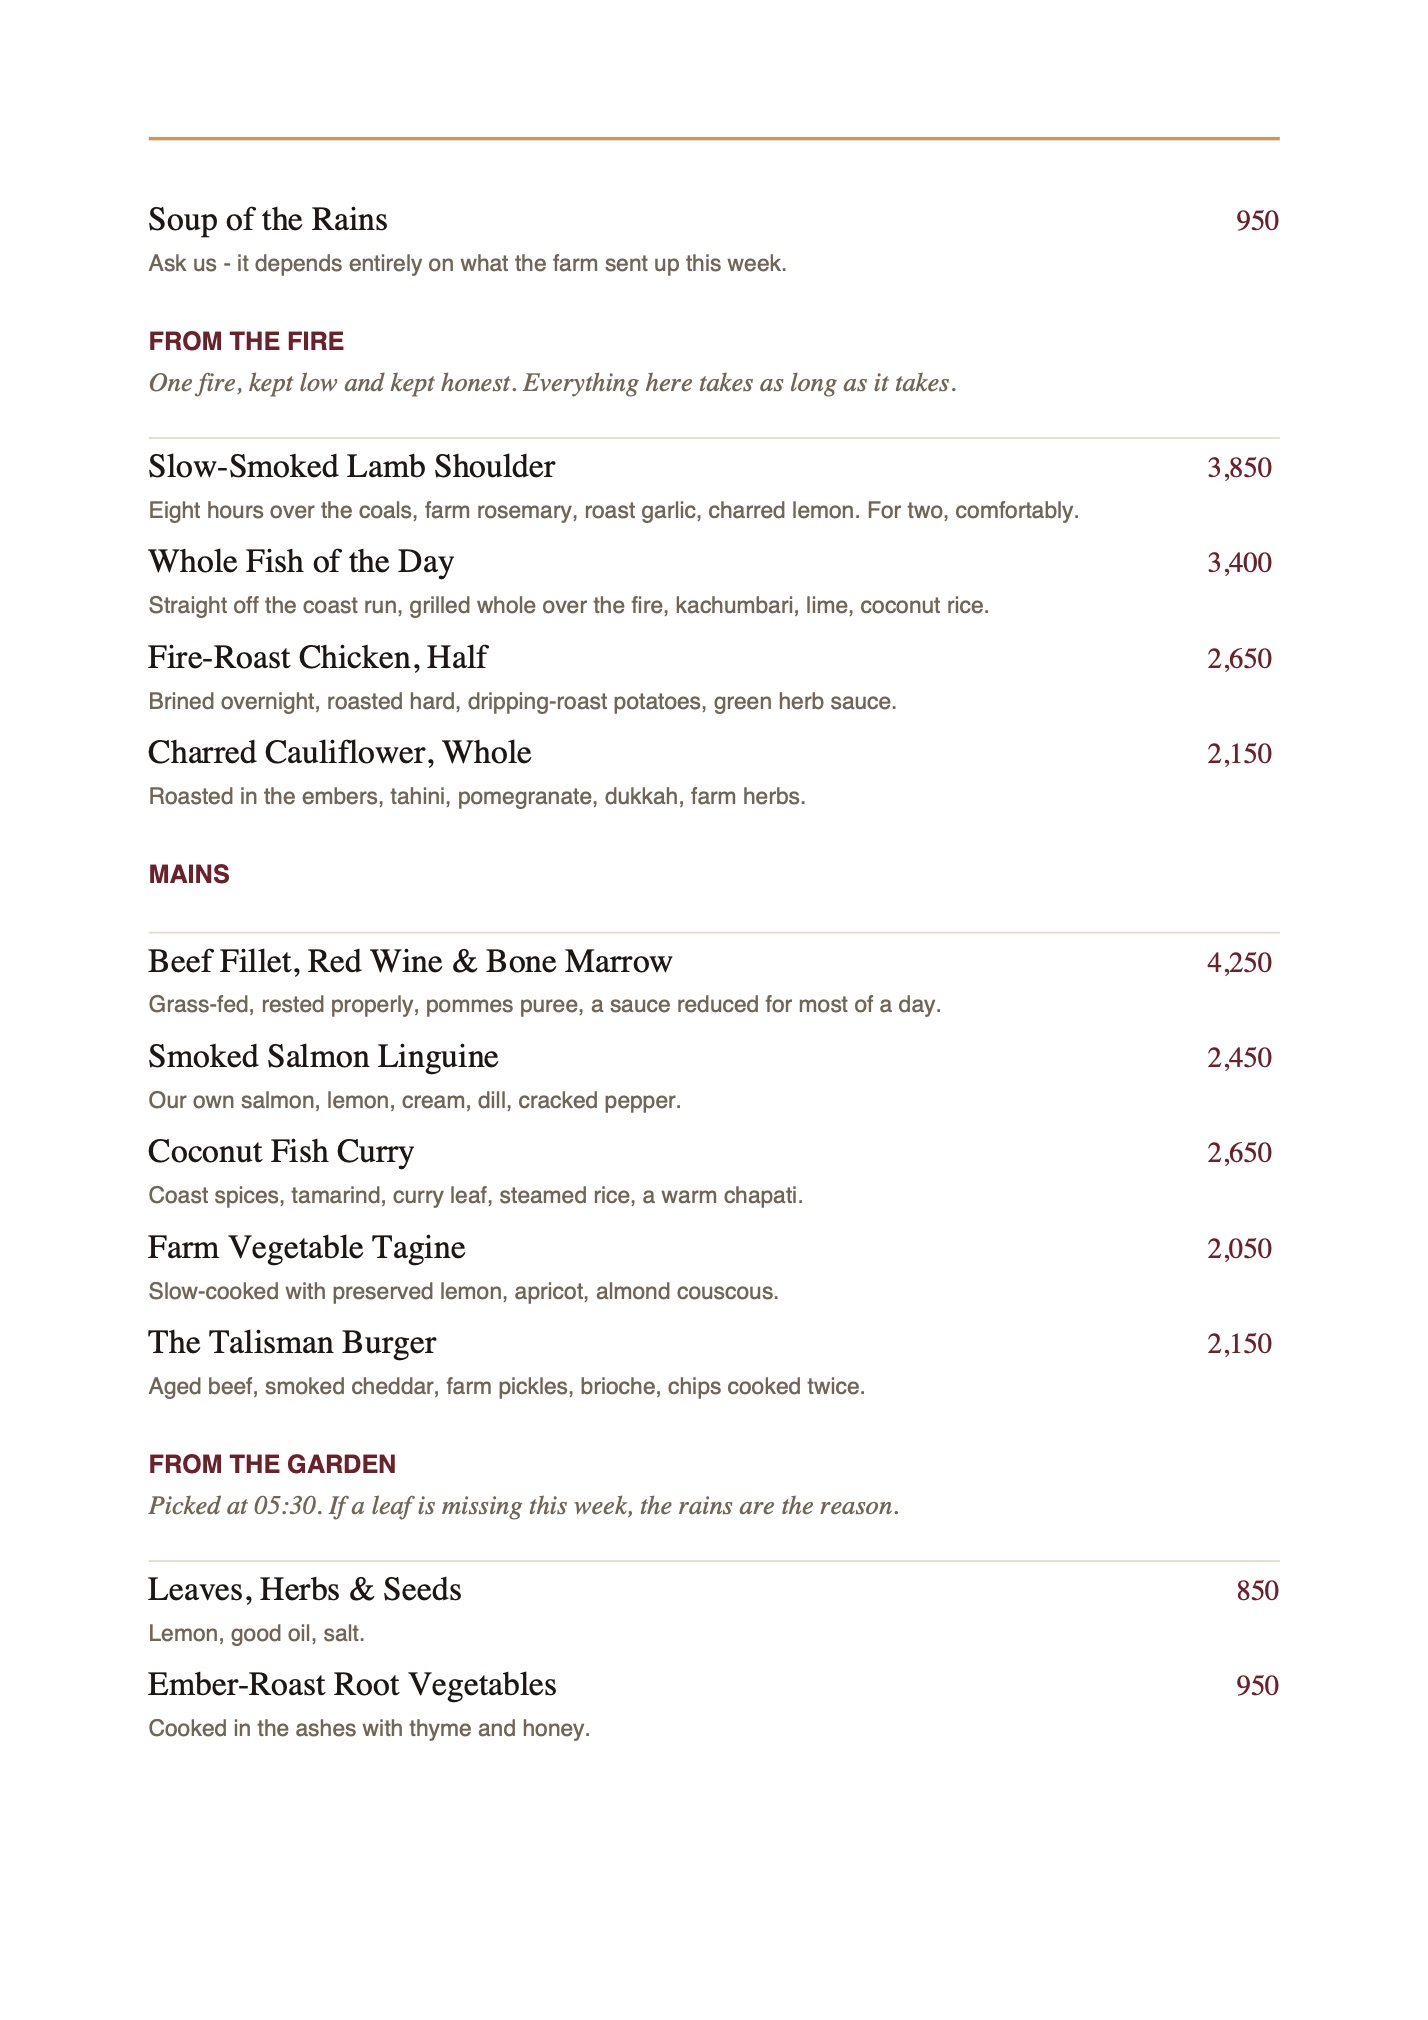 Soup of the Rains 950
Ask us - it depends entirely on what the farm sent up this week.
FROM THE FIRE
One fire, kept low and kept honest. Everything here takes as long as it takes.
Slow-Smoked Lamb Shoulder 3,850
Eight hours over the coals, farm rosemary, roast garlic, charred lemon. For two, comfortably.
Whole Fish of the Day 3,400
Straight off the coast run, grilled whole over the fire, kachumbari, lime, coconut rice.
Fire-Roast Chicken, Half 2,650
Brined overnight, roasted hard, dripping-roast potatoes, green herb sauce.
Charred Cauliflower, Whole 2,150
Roasted in the embers, tahini, pomegranate, dukkah, farm herbs.
MAINS
Beef Fillet, Red Wine & Bone Marrow 4,250
Grass-fed, rested properly, pommes puree, a sauce reduced for most of a day.
Smoked Salmon Linguine 2,450
Our own salmon, lemon, cream, dill, cracked pepper.
Coconut Fish Curry 2,650
Coast spices, tamarind, curry leaf, steamed rice, a warm chapati.
Farm Vegetable Tagine 2,050
Slow-cooked with preserved lemon, apricot, almond couscous.
The Talisman Burger 2,150
Aged beef, smoked cheddar, farm pickles, brioche, chips cooked twice.
FROM THE GARDEN
Picked at 05:30. If a leaf is missing this week, the rains are the reason.
Leaves, Herbs & Seeds 850
Lemon, good oil, salt.
Ember-Roast Root Vegetables 950
Cooked in the ashes with thyme and honey.